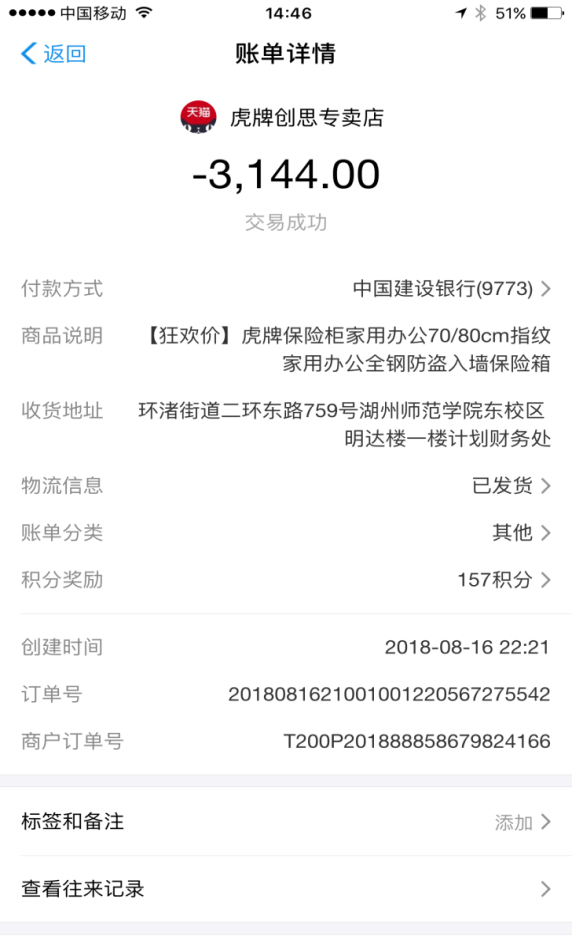 中国移动 14:46 51%
返回 账单详情
天猫 虎牌创思专卖店
-3,144.00
交易成功
付款方式 中国建设银行(9773)
商品说明 【狂欢价】虎牌保险柜家用办公70/80cm指纹
家用办公全钢防盗入墙保险箱
收货地址 环渚街道二环东路759号湖州师范学院东校区
明达楼一楼计划财务处
物流信息 已发货
账单分类 其他
积分奖励 157积分
创建时间 2018-08-16 22:21
订单号 2018081621001001220567275542
商户订单号 T200P201888858679824166
标签和备注 添加
查看往来记录